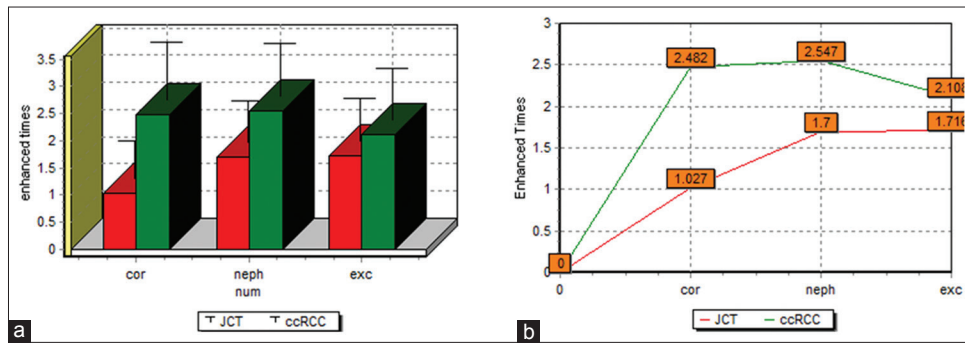 enhanced times
3.5
3
2.5
2
1.5
1
0.5
0
cor neph exc
num
JCT ccRCC
a
Enhanced Times
3
2.5
2
1.5
1
0.5
0
2.482
2.547
2.108
1.027
1.7
1.716
0
0 cor neph exc
JCT ccRCC
b